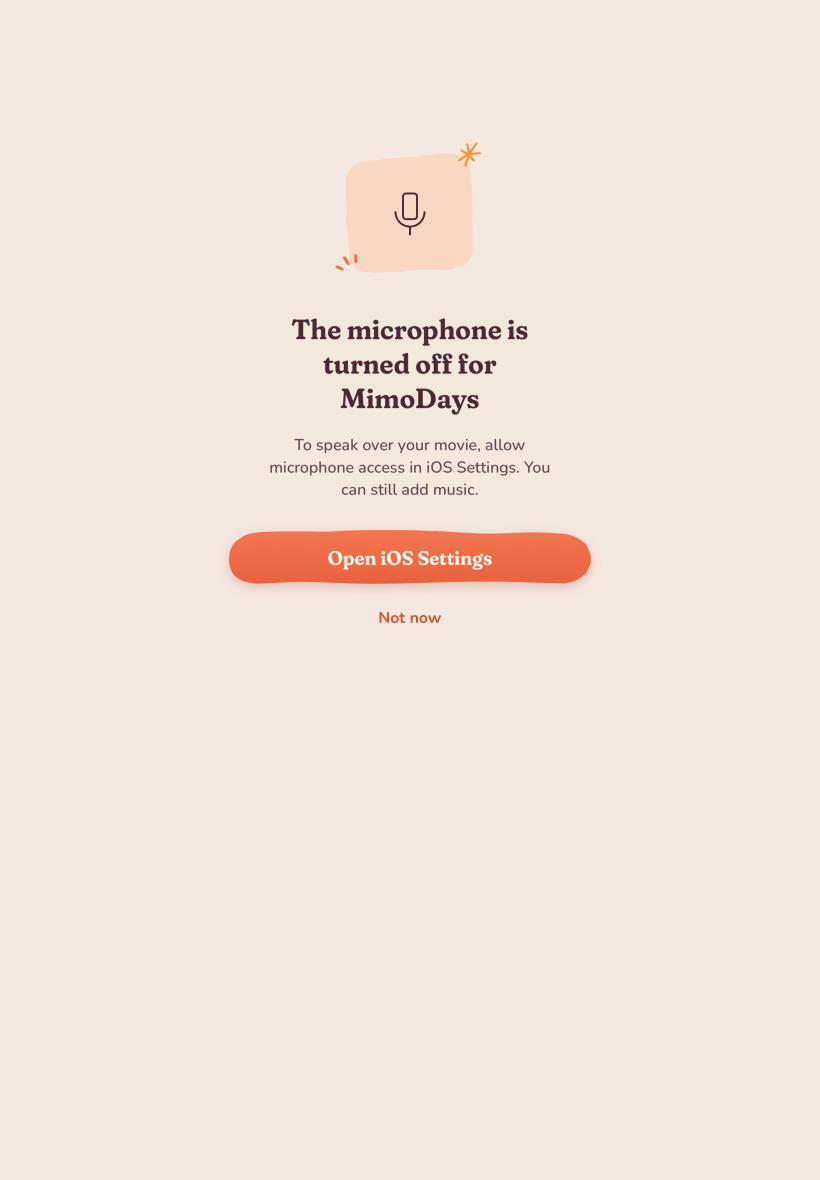 The microphone is
turned off for
MimoDays
To speak over your movie, allow
microphone access in iOS Settings. You
can still add music.
Open iOS Settings
Not now